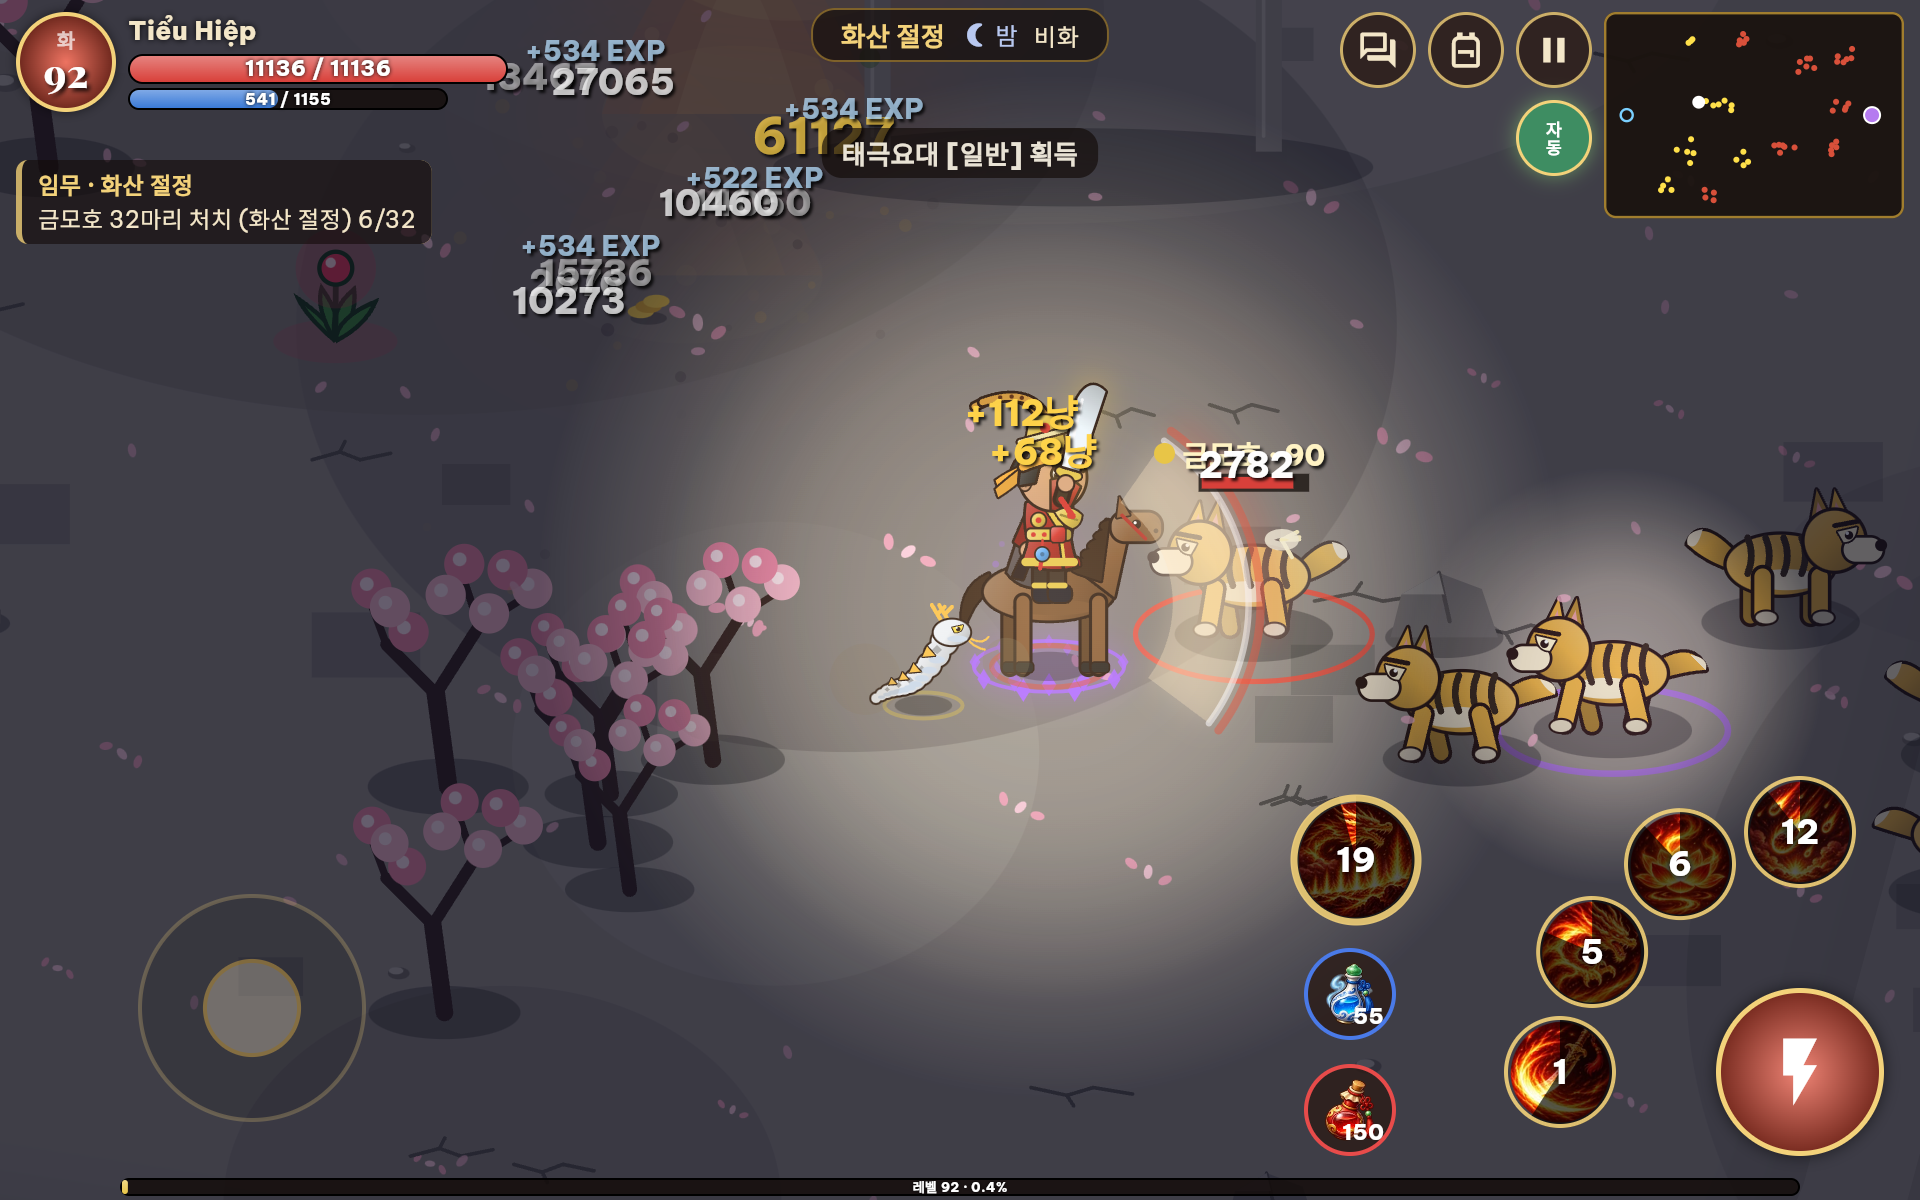 화
92
Tiểu Hiệp
11136 / 11136
541 / 1155
임무 · 화산 절정
금모호 32마리 처치 (화산 절정) 6/32
화산 절정 밤 비화
자동
+534 EXP
27065
+534 EXP
61127
태극요대 [일반] 획득
+522 EXP
10460
+534 EXP
15736
10273
+112냥
+68냥
90
2782
19
12
6
5
1
55
150
레벨 92 · 0.4%